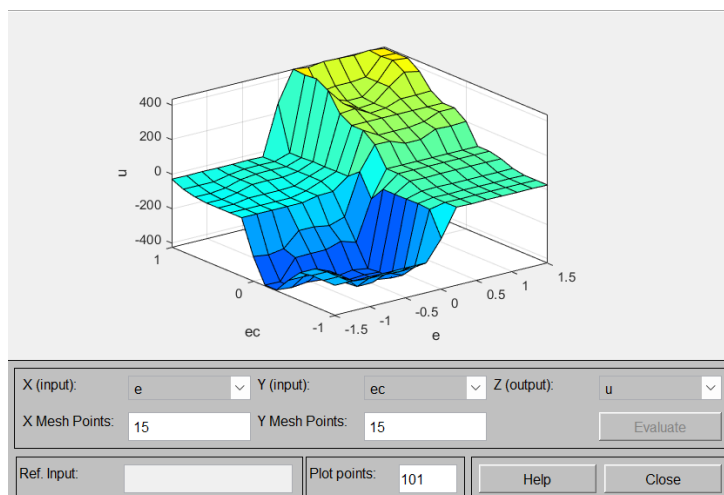 400
200
0
-200
-400
u
1
0
-1
ec
-1.5
-1
-0.5
0
0.5
1
1.5
e
X (input): e Y (input): ec Z (output): u
X Mesh Points: 15 Y Mesh Points: 15 Evaluate
Ref. Input: Plot points: 101 Help Close